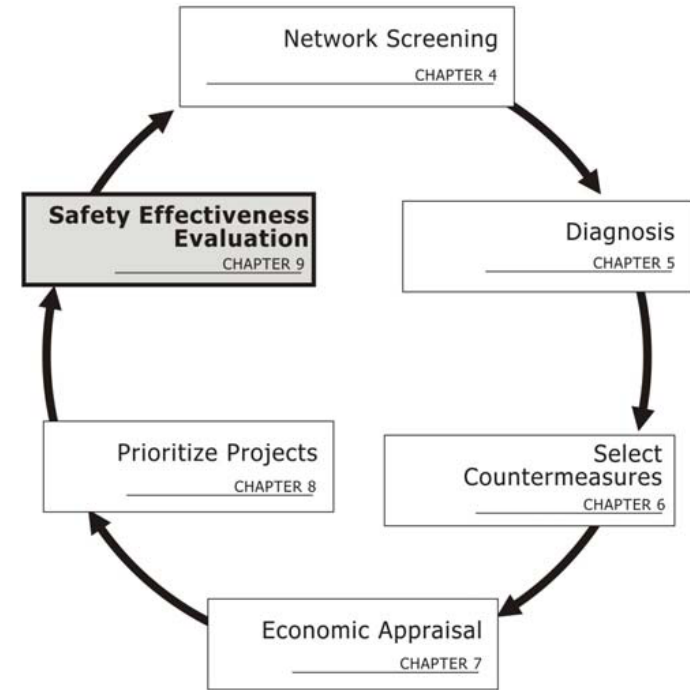 Network Screening
CHAPTER 4
Safety Effectiveness
Evaluation
CHAPTER 9
Diagnosis
CHAPTER 5
Prioritize Projects
CHAPTER 8
Select
Countermeasures
CHAPTER 6
Economic Appraisal
CHAPTER 7